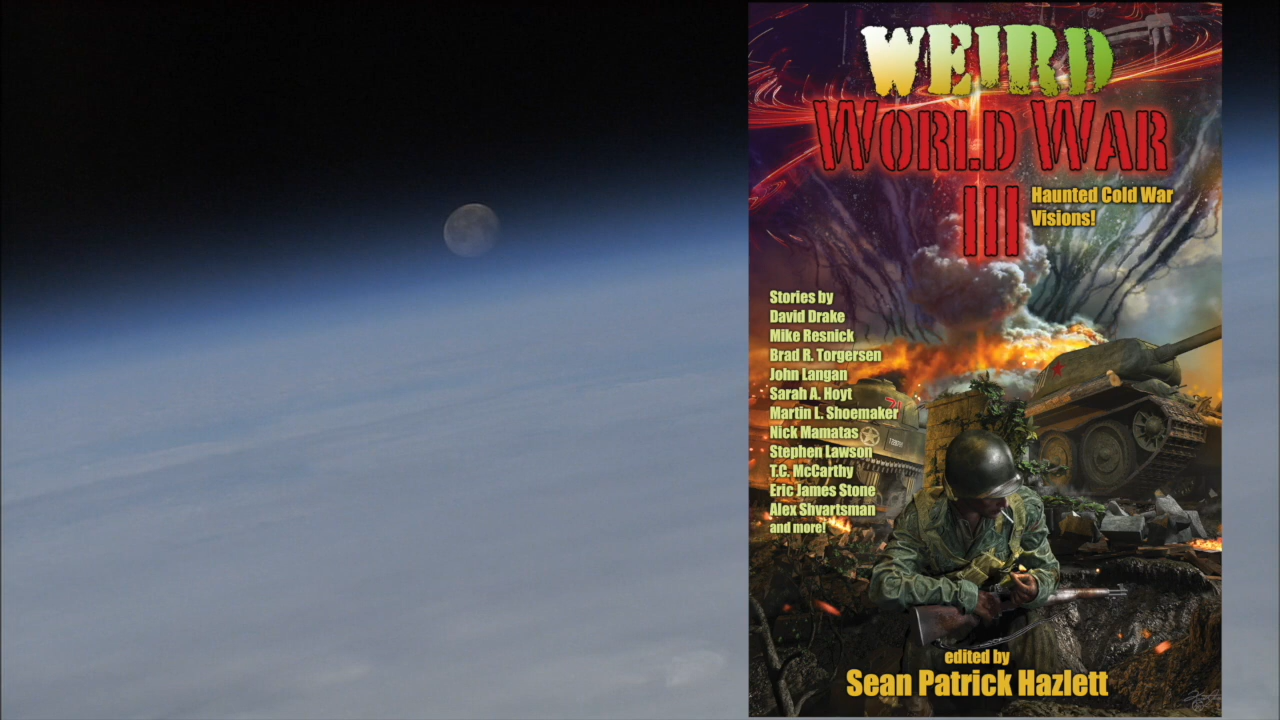 WEIRD
WORLD WAR
III
Haunted Cold War
Visions!
Stories by
David Drake
Mike Resnick
Brad R. Torgersen
John Langan
Sarah A. Hoyt
Martin L. Shoemaker
Nick Mamatas
Stephen Lawson
T.C. McCarthy
Eric James Stone
Alex Shvartsman
and more!
edited by
Sean Patrick Hazlett